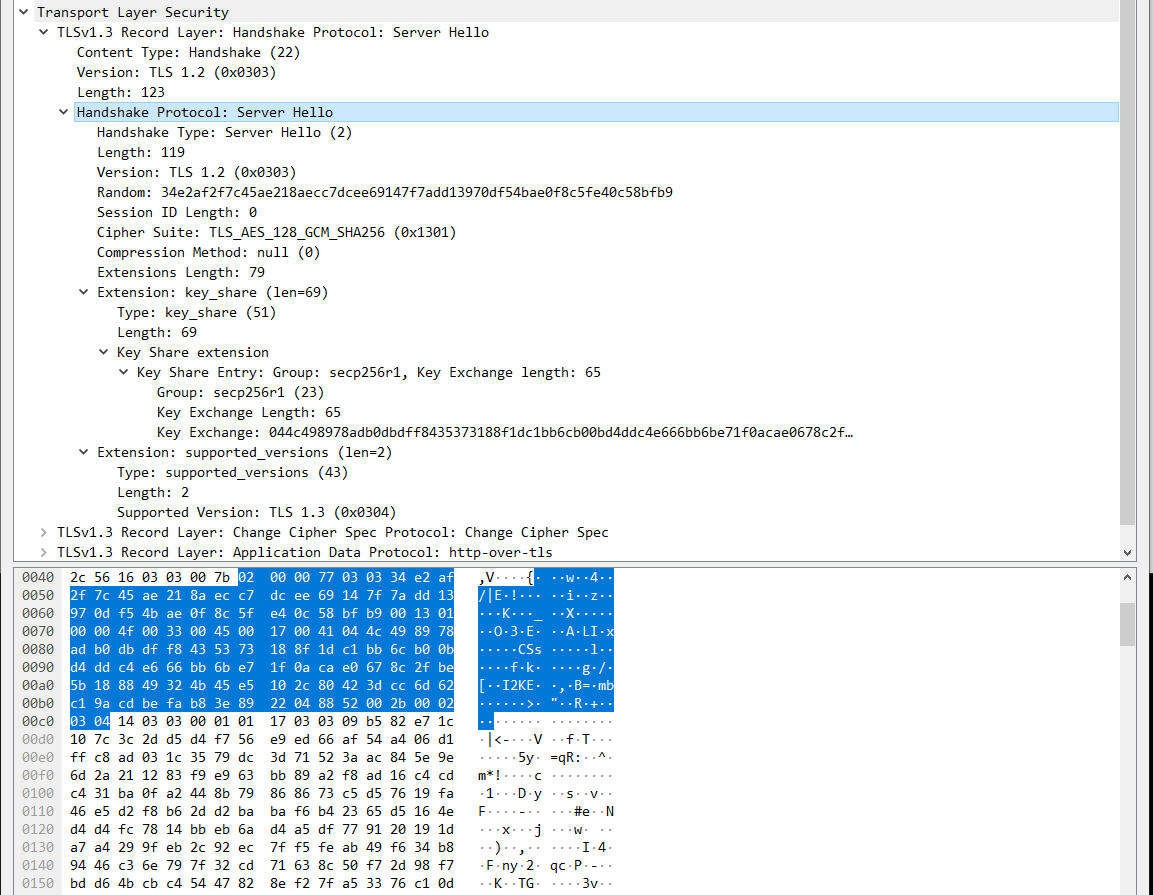 Transport Layer Security
TLSv1.3 Record Layer: Handshake Protocol: Server Hello
Content Type: Handshake (22)
Version: TLS 1.2 (0x0303)
Length: 123
Handshake Protocol: Server Hello
Handshake Type: Server Hello (2)
Length: 119
Version: TLS 1.2 (0x0303)
Random: 34e2af2f7c45ae218aecc7dcee69147f7add13970df54bae0f8c5fe40c58bfb9
Session ID Length: 0
Cipher Suite: TLS_AES_128_GCM_SHA256 (0x1301)
Compression Method: null (0)
Extensions Length: 79
Extension: key_share (len=69)
Type: key_share (51)
Length: 69
Key Share extension
Key Share Entry: Group: secp256r1, Key Exchange length: 65
Group: secp256r1 (23)
Key Exchange Length: 65
Key Exchange: 044c498978adb0dbdff8435373188f1dc1bb6cb00bd4ddc4e666bb6be71f0acae0678c2f…
Extension: supported_versions (len=2)
Type: supported_versions (43)
Length: 2
Supported Version: TLS 1.3 (0x0304)
TLSv1.3 Record Layer: Change Cipher Spec Protocol: Change Cipher Spec
TLSv1.3 Record Layer: Application Data Protocol: http-over-tls
0040 2c 56 16 03 03 00 7b 02 00 00 77 03 03 34 e2 af ,V····{· ··w··4··
0050 2f 7c 45 ae 21 8a ec c7 dc ee 69 14 7f 7a dd 13 /|E·!··· ··i··z··
0060 97 0d f5 4b ae 0f 8c 5f e4 0c 58 bf b9 00 13 01 ···K···_ ··X·····
0070 00 00 4f 00 33 00 45 00 17 00 41 04 4c 49 89 78 ··O·3·E· ··A·LI·x
0080 ad b0 db df f8 43 53 73 18 8f 1d c1 bb 6c b0 0b ·····CSs ·····l··
0090 d4 dd c4 e6 66 bb 6b e7 1f 0a ca e0 67 8c 2f be ····f·k· ····g·/·
00a0 5b 18 88 49 32 4b 45 e5 10 2c 80 42 3d cc 6d 62 [··I2KE· ·,·B=·mb
00b0 c1 9a cd be fa b8 3e 89 22 04 88 52 00 2b 00 02 ······>· "··R·+··
00c0 03 04 14 03 03 00 01 01 17 03 03 09 b5 82 e7 1c ········ ········
00d0 10 7c 3c 2d d5 d4 f7 56 e9 ed 66 af 54 a4 06 d1 ·|<-···V ··f·T···
00e0 ff c8 ad 03 1c 35 79 dc 3d 71 52 3a ac 84 5e 9e ·····5y· =qR:··^·
00f0 6d 2a 21 12 83 f9 e9 63 bb 89 a2 f8 ad 16 c4 cd m*!····c ········
0100 c4 31 ba 0f a2 44 8b 79 86 86 73 c5 d5 76 19 fa ·1···D·y ··s··v··
0110 46 e5 d2 f8 b6 2d d2 ba ba f6 b4 23 65 d5 16 4e F····-·· ···#e··N
0120 d4 d4 fc 78 14 bb eb 6a d4 a5 df 77 91 20 19 1d ···x···j ···w· ··
0130 a7 a4 29 9f eb 2c 92 ec 7f f5 fe ab 49 f6 34 b8 ··)··,·· ····I·4·
0140 94 46 c3 6e 79 7f 32 cd 71 63 8c 50 f7 2d 98 f7 ·F·ny·2· qc·P·-··
0150 bd d6 4b cb c4 54 47 82 8e f2 7f a5 33 76 c1 0d ··K··TG· ····3v··